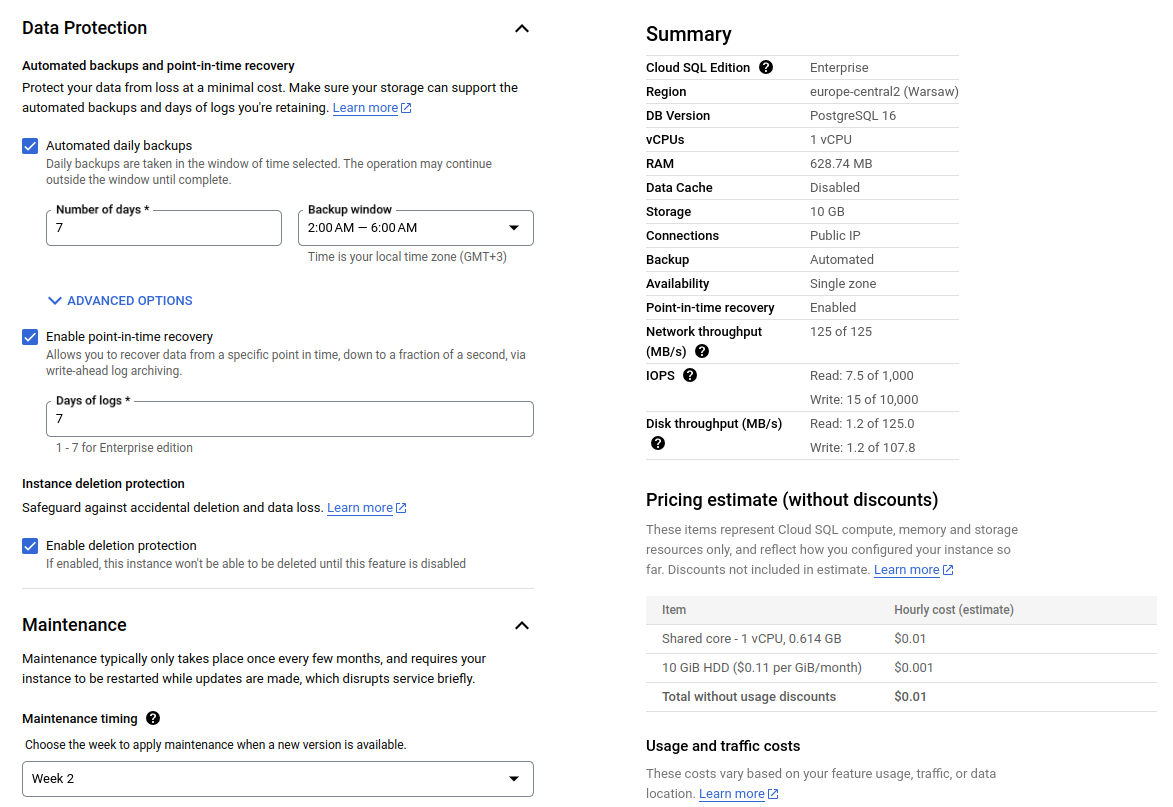 Data Protection
Automated backups and point-in-time recovery
Protect your data from loss at a minimal cost. Make sure your storage can support the
automated backups and days of logs you're retaining. Learn more
Automated daily backups
Daily backups are taken in the window of time selected. The operation may continue
outside the window until complete.
Number of days *
7
Backup window
2:00 AM — 6:00 AM
Time is your local time zone (GMT+3)
ADVANCED OPTIONS
Enable point-in-time recovery
Allows you to recover data from a specific point in time, down to a fraction of a second, via
write-ahead log archiving.
Days of logs *
7
1 - 7 for Enterprise edition
Instance deletion protection
Safeguard against accidental deletion and data loss. Learn more
Enable deletion protection
If enabled, this instance won't be able to be deleted until this feature is disabled
Maintenance
Maintenance typically only takes place once every few months, and requires your
instance to be restarted while updates are made, which disrupts service briefly.
Maintenance timing ?
Choose the week to apply maintenance when a new version is available.
Week 2
Summary
Cloud SQL Edition ? Enterprise
Region europe-central2 (Warsaw)
DB Version PostgreSQL 16
vCPUs 1 vCPU
RAM 628.74 MB
Data Cache Disabled
Storage 10 GB
Connections Public IP
Backup Automated
Availability Single zone
Point-in-time recovery Enabled
Network throughput 125 of 125
(MB/s) ?
IOPS ? Read: 7.5 of 1,000
Write: 15 of 10,000
Disk throughput (MB/s) Read: 1.2 of 125.0
? Write: 1.2 of 107.8
Pricing estimate (without discounts)
These items represent Cloud SQL compute, memory and storage
resources only, and reflect how you configured your instance so
far. Discounts not included in estimate. Learn more
Item Hourly cost (estimate)
Shared core - 1 vCPU, 0.614 GB $0.01
10 GiB HDD ($0.11 per GiB/month) $0.001
Total without usage discounts $0.01
Usage and traffic costs
These costs vary based on your feature usage, traffic, or data
location. Learn more